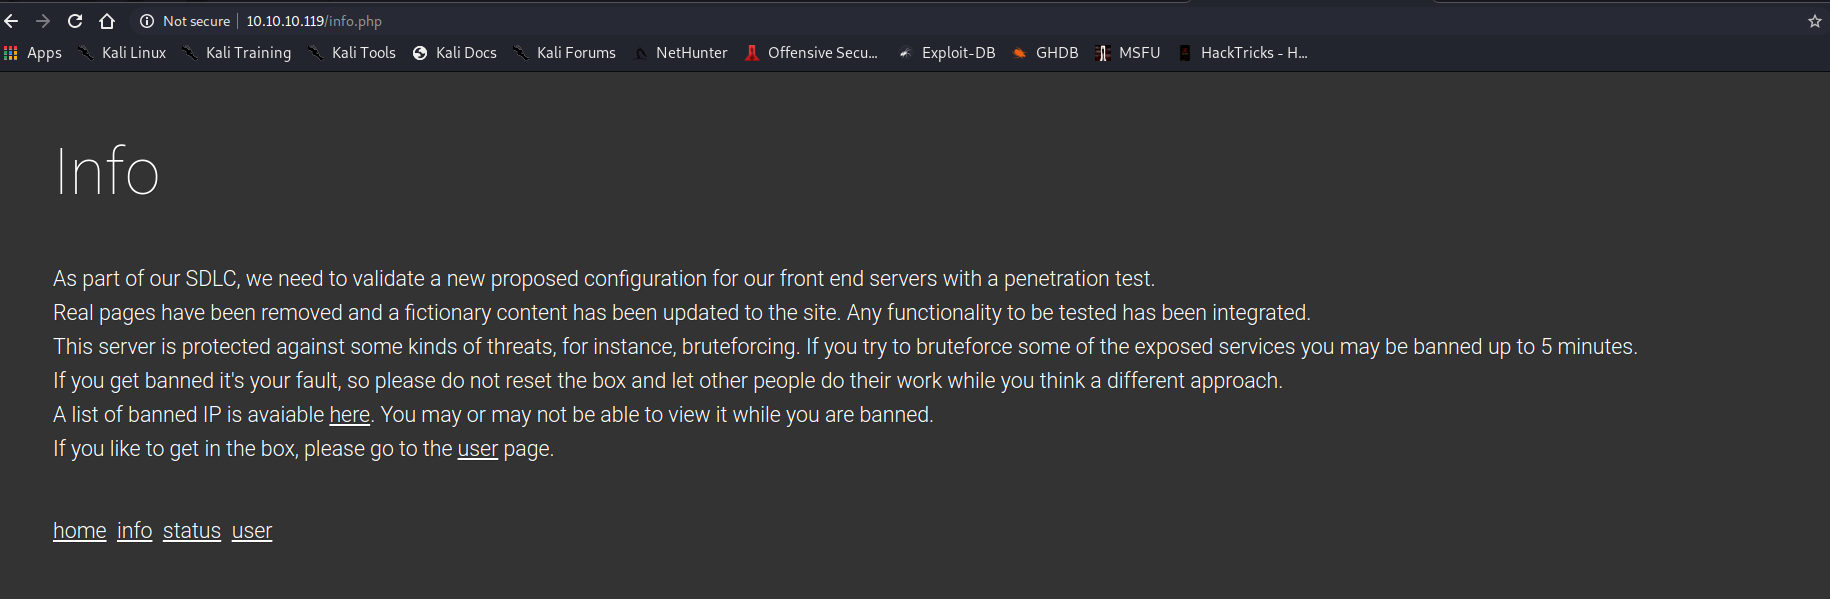 Not secure 10.10.10.119/info.php
Apps Kali Linux Kali Training Kali Tools Kali Docs Kali Forums NetHunter Offensive Secu... Exploit-DB GHDB MSFU HackTricks - H...
Info
As part of our SDLC, we need to validate a new proposed configuration for our front end servers with a penetration test.
Real pages have been removed and a fictionary content has been updated to the site. Any functionality to be tested has been integrated.
This server is protected against some kinds of threats, for instance, bruteforcing. If you try to bruteforce some of the exposed services you may be banned up to 5 minutes.
If you get banned it's your fault, so please do not reset the box and let other people do their work while you think a different approach.
A list of banned IP is avaiable here. You may or may not be able to view it while you are banned.
If you like to get in the box, please go to the user page.
home info status user